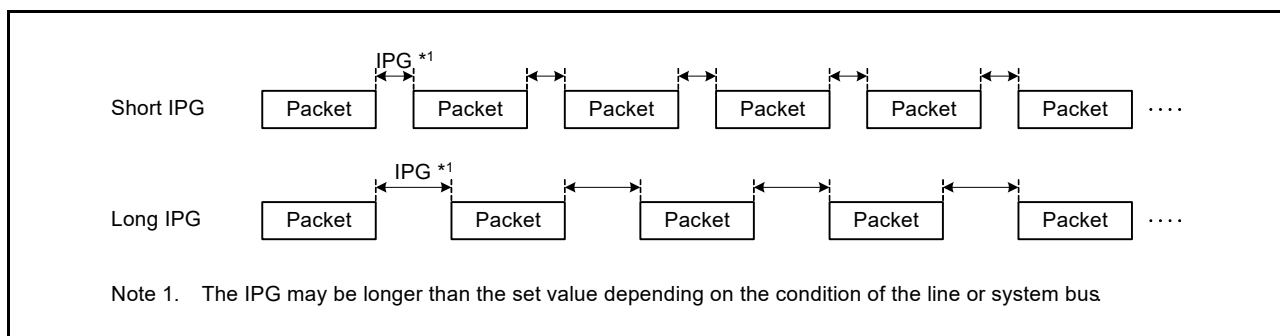 IPG *1
Short IPG Packet Packet Packet Packet Packet Packet ····
IPG *1
Long IPG Packet Packet Packet Packet Packet ····
Note 1. The IPG may be longer than the set value depending on the condition of the line or system bus.